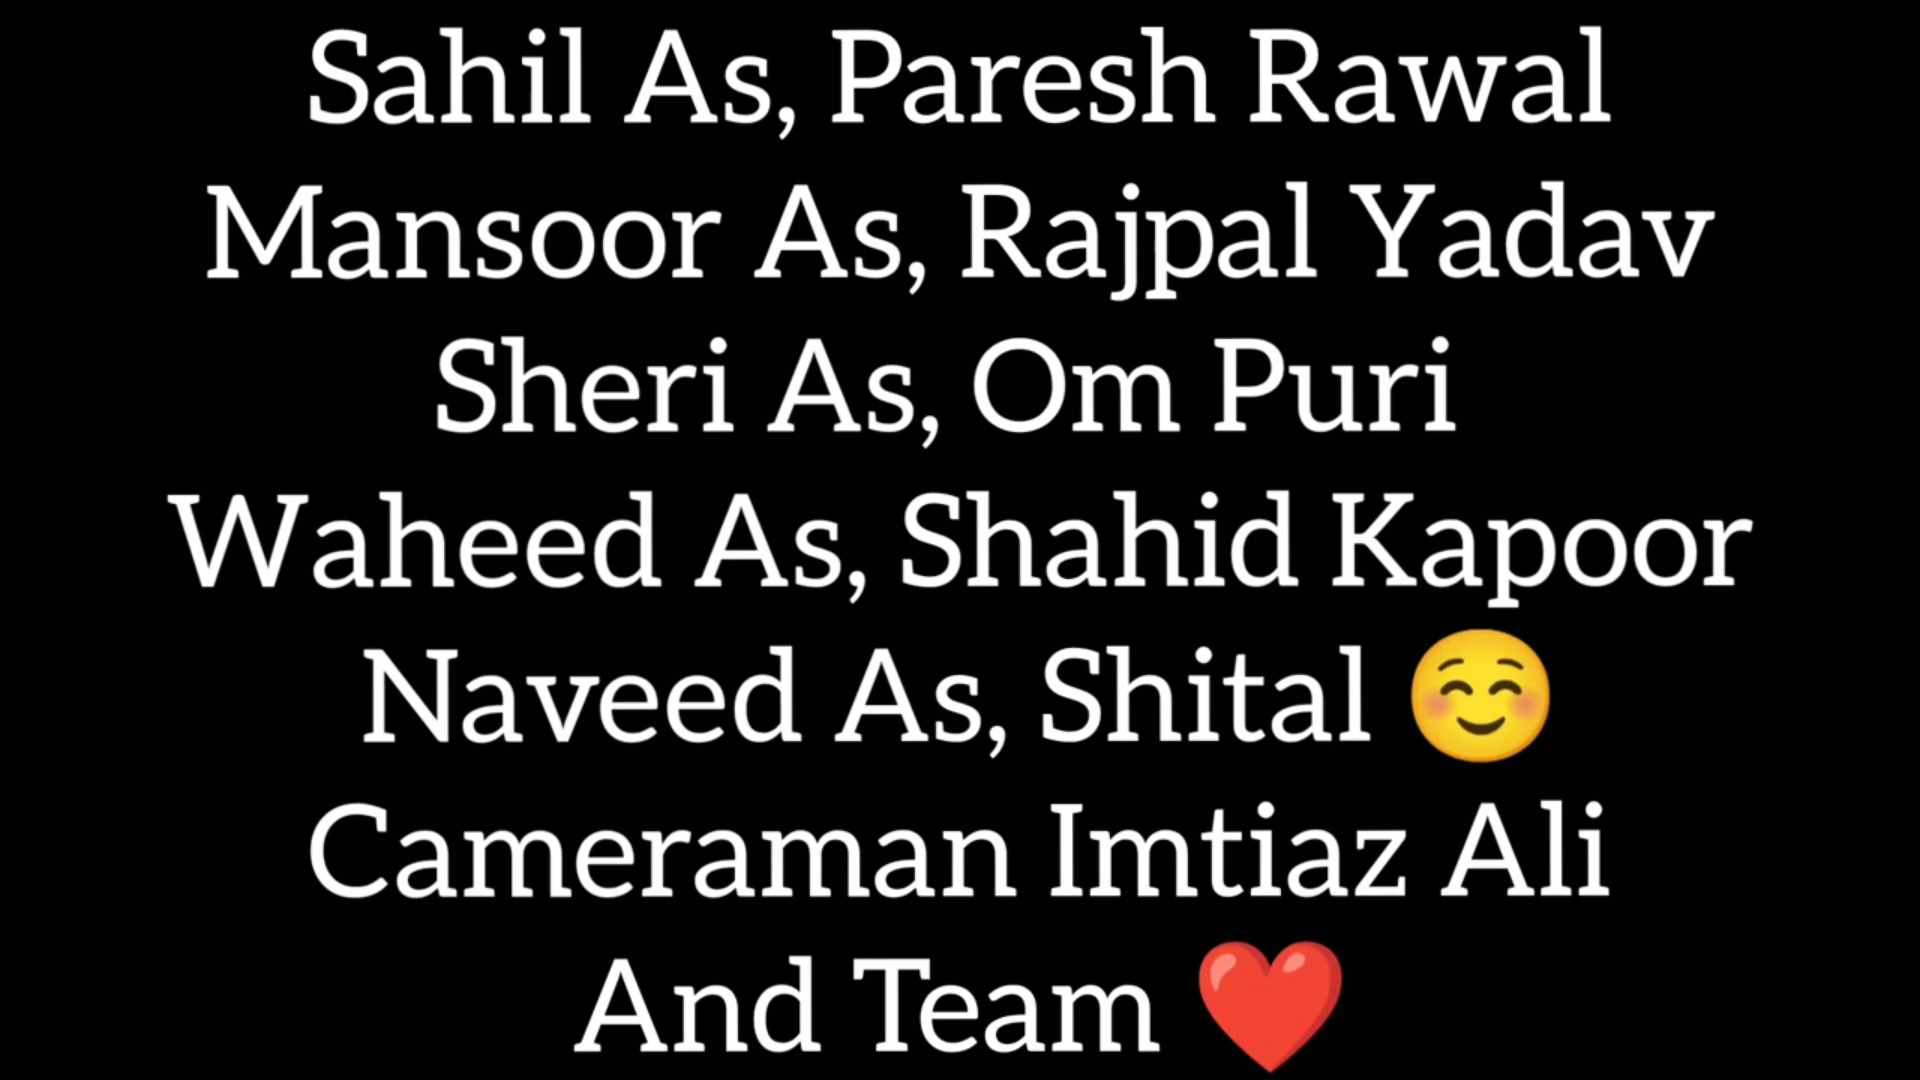 Sahil As, Paresh Rawal
Mansoor As, Rajpal Yadav
Sheri As, Om Puri
Waheed As, Shahid Kapoor
Naveed As, Shital ☺️
Cameraman Imtiaz Ali
And Team ❤️